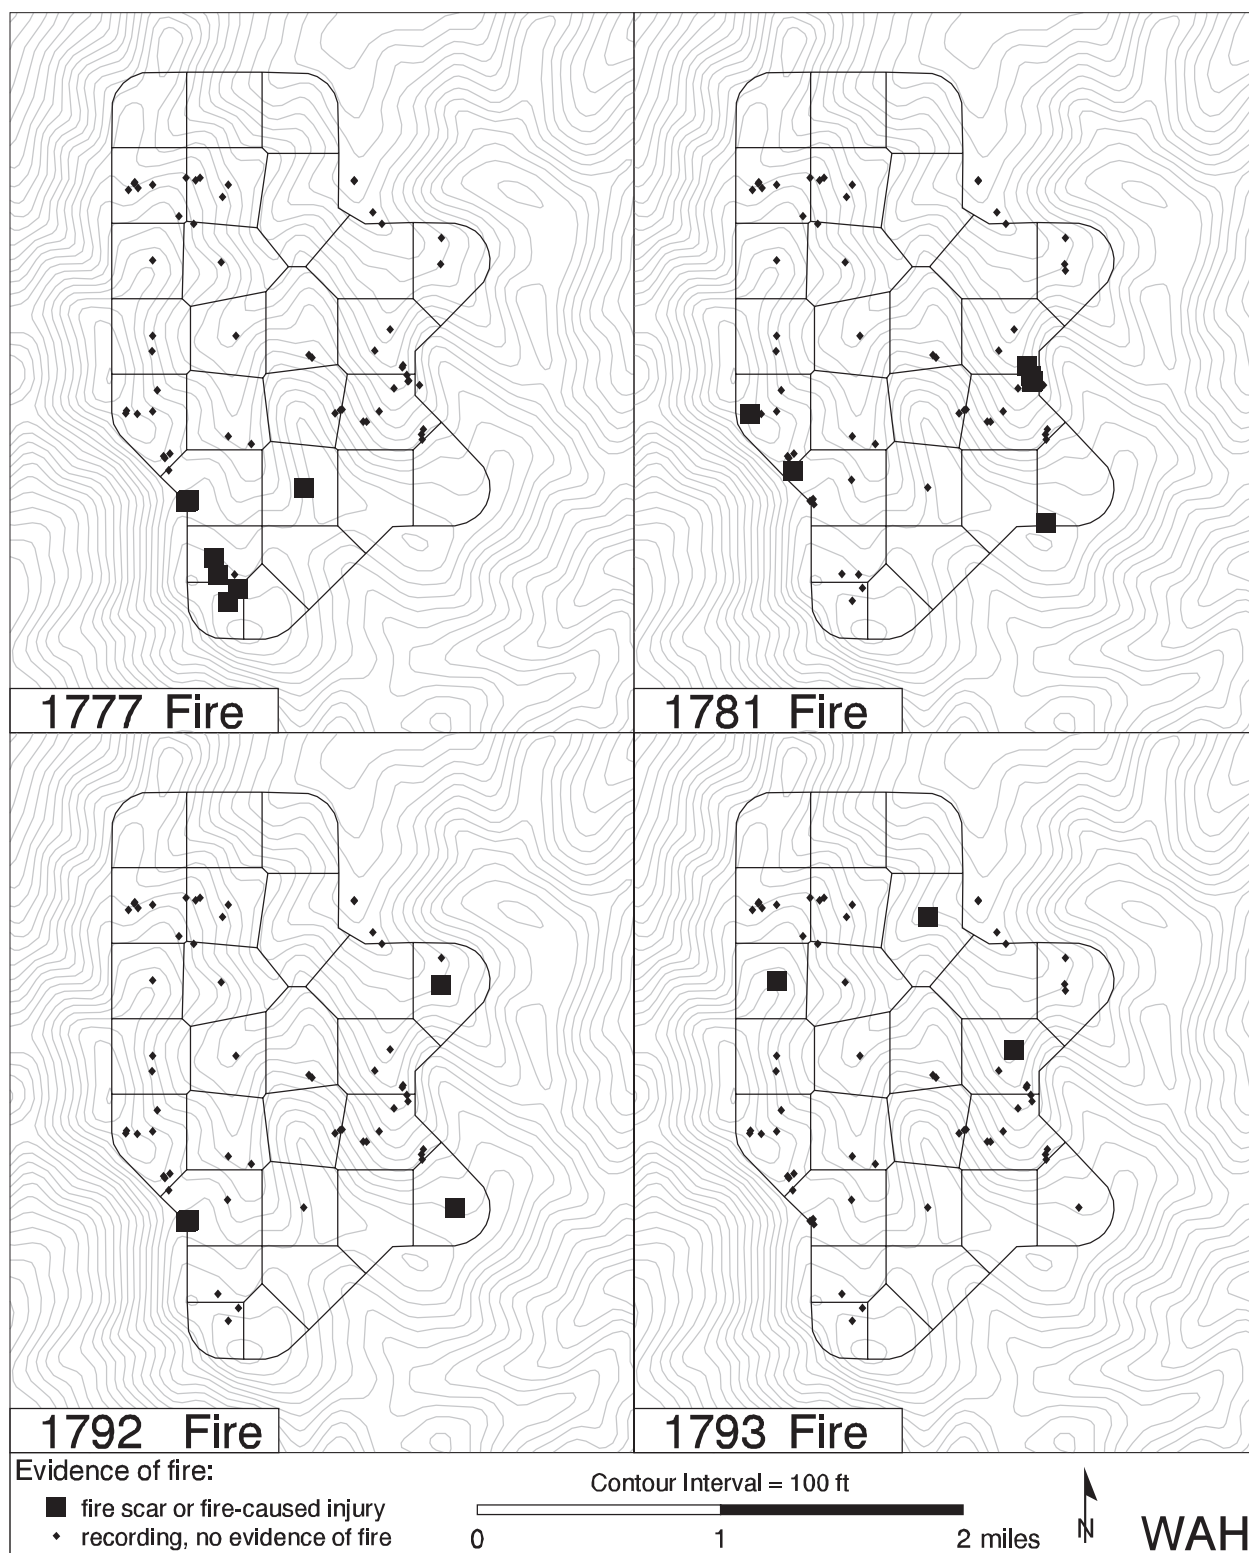 1777 Fire
1781 Fire
1792 Fire
1793 Fire
Evidence of fire:
fire scar or fire-caused injury
recording, no evidence of fire
Contour Interval = 100 ft
0 1 2 miles
N
WAH